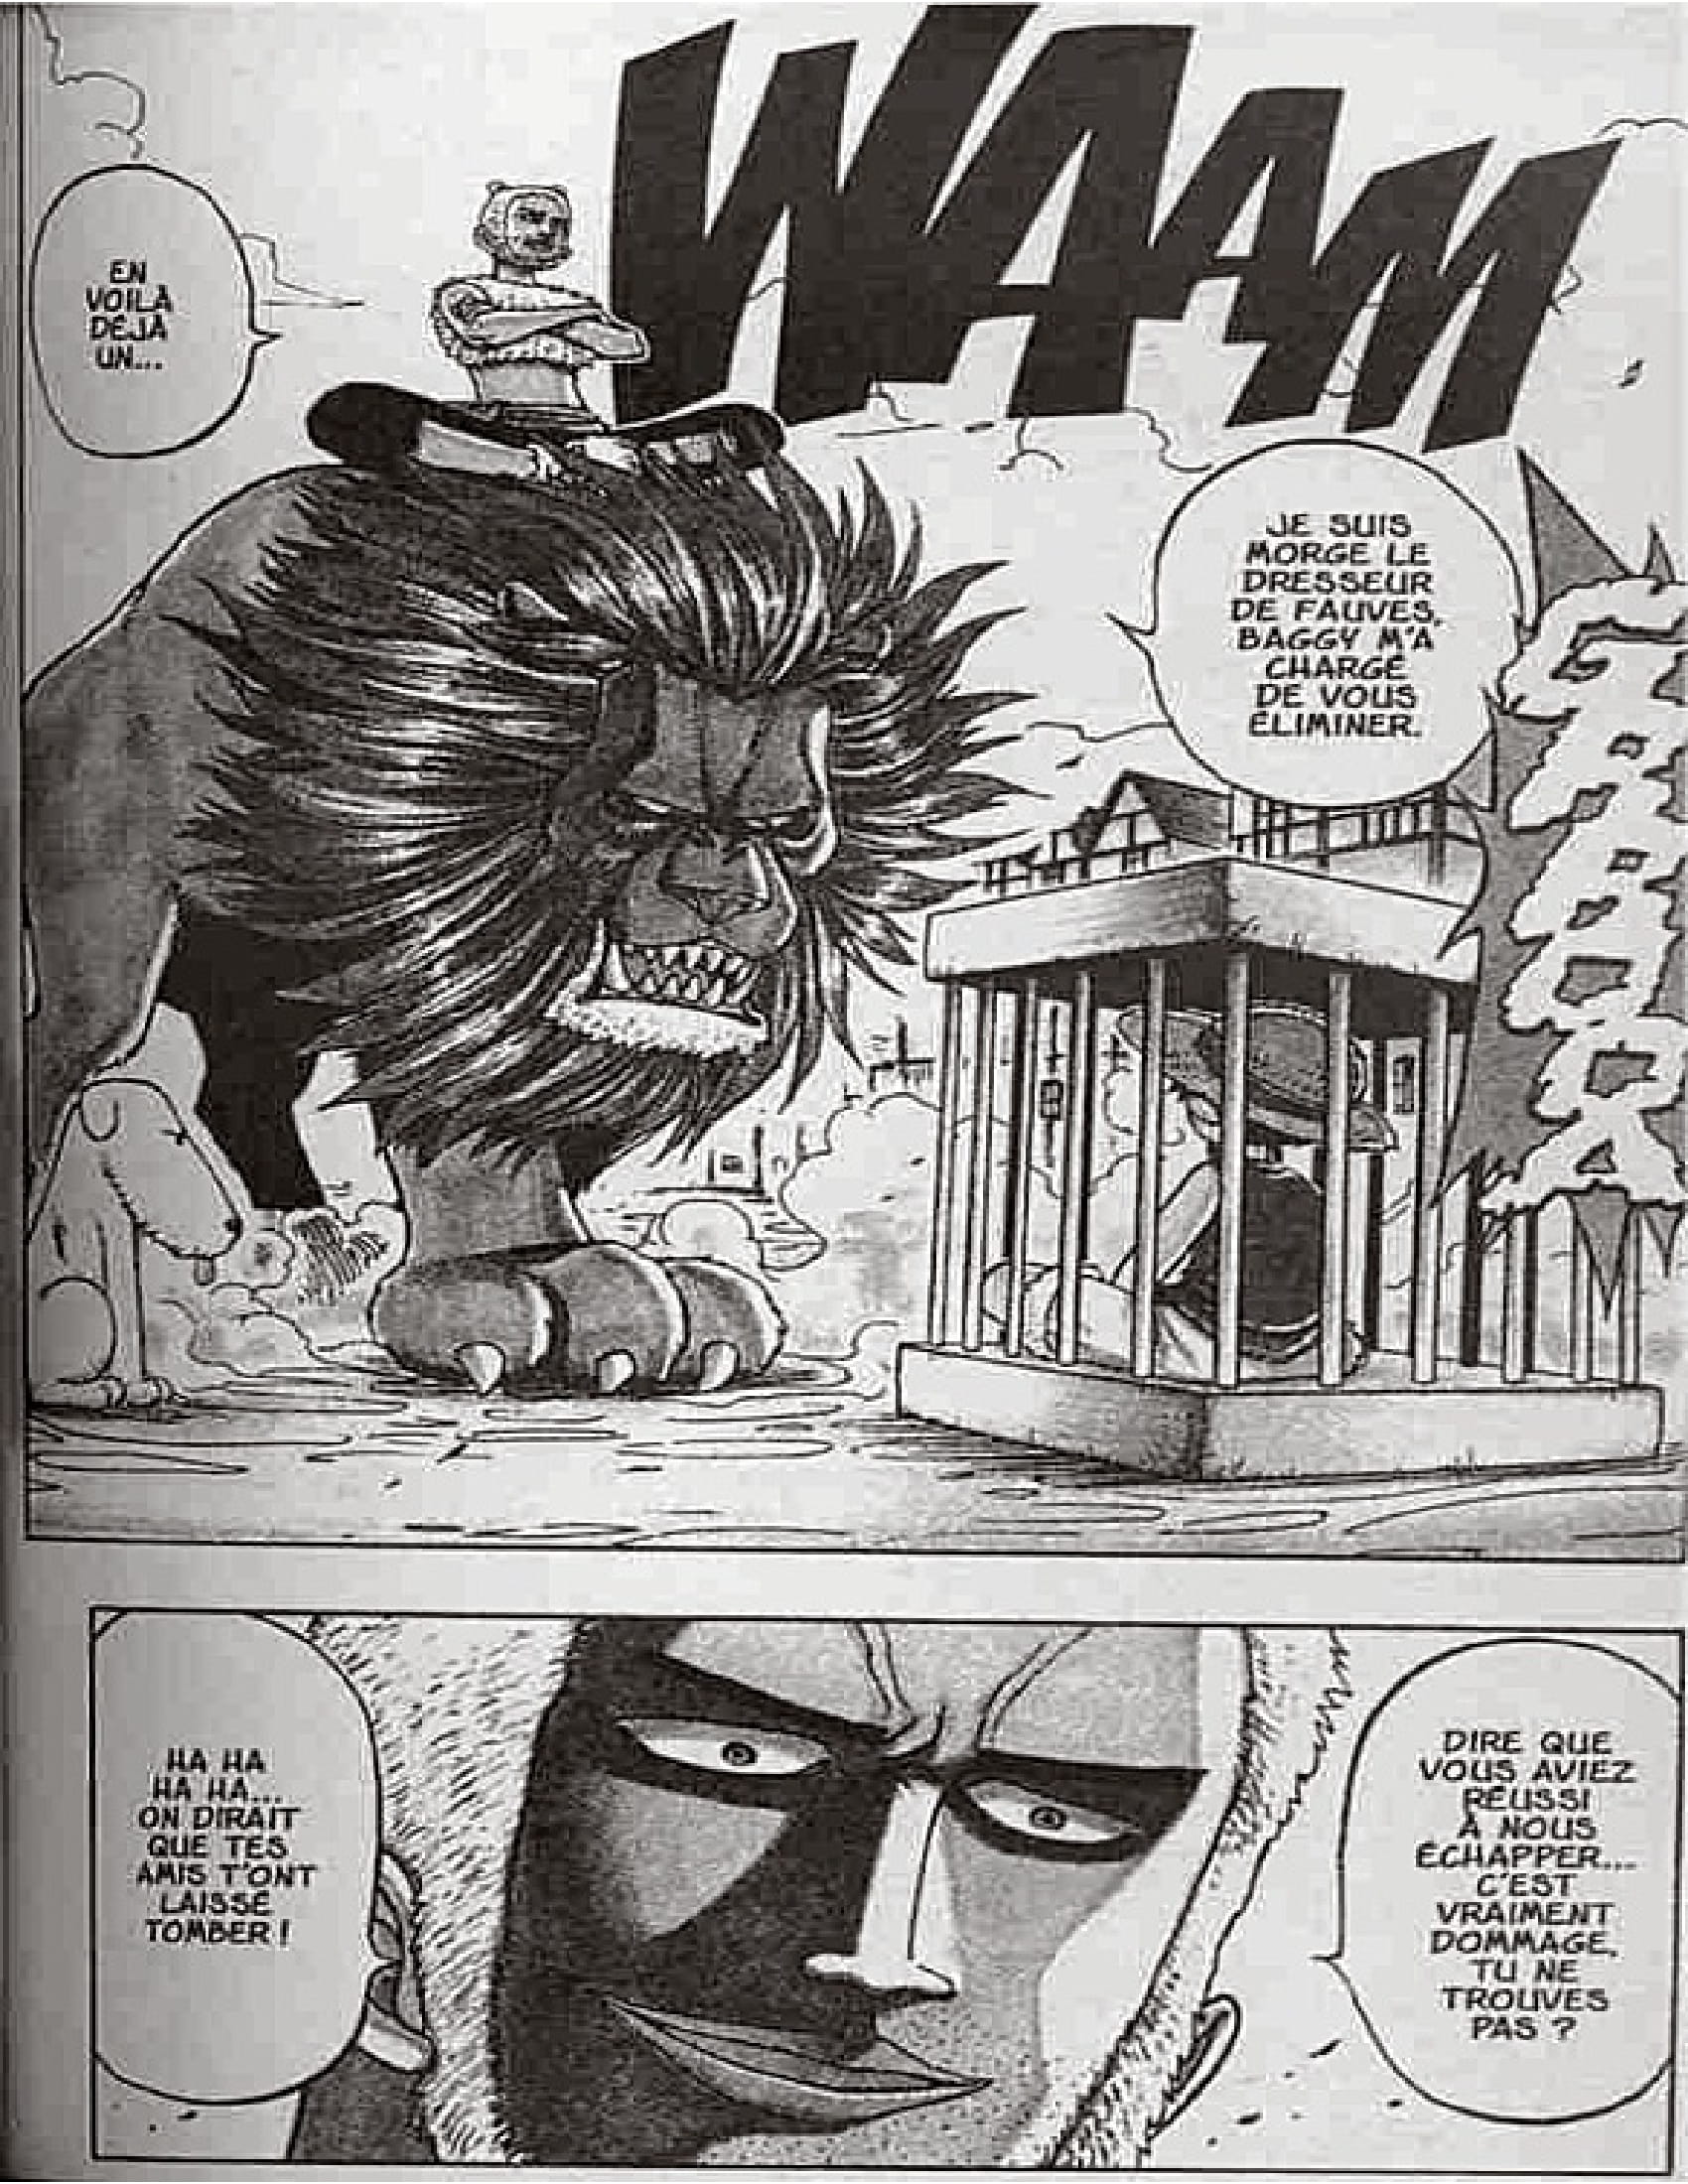 WAAM
JE SUIS
MORGE LE
DRESSEUR
DE FAUVES.
BAGGY M'A
CHARGÉ
DE VOUS
ÉLIMINER.
EN
VOILÀ
DÉJÀ
UN...
DIRE QUE
VOUS AVIEZ
RÉUSSI
À NOUS
ÉCHAPPER...
C'EST
VRAIMENT
DOMMAGE,
TU NE
TROUVES
PAS ?
HA HA
HA HA...
ON DIRAIT
QUE TES
AMIS T'ONT
LAISSÉ
TOMBER !